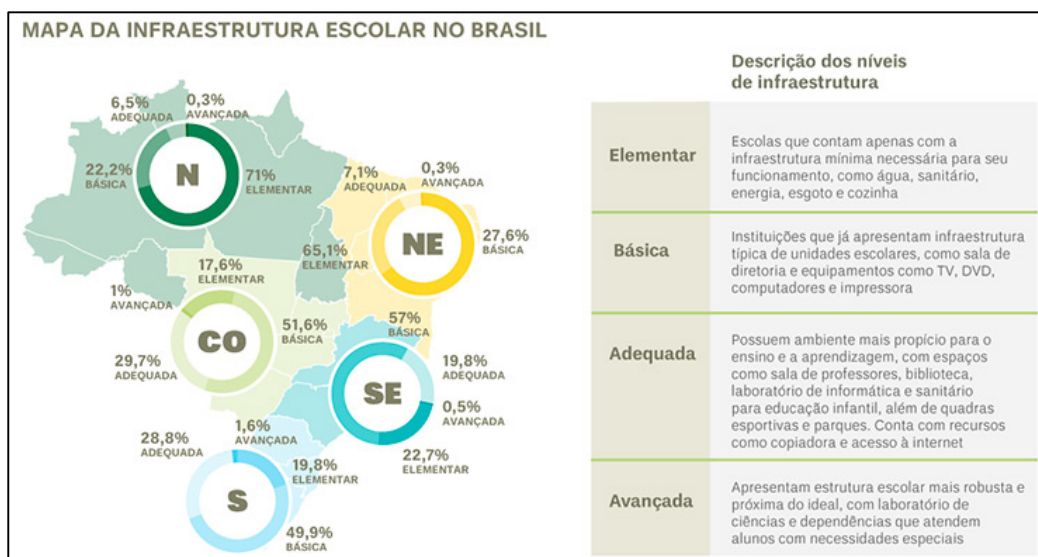 MAPA DA INFRAESTRUTURA ESCOLAR NO BRASIL
6,5%
ADEQUADA
0,3%
AVANÇADA
22,2%
BÁSICA
N
71%
ELEMENTAR
7,1%
ADEQUADA
0,3%
AVANÇADA
NE
27,6%
BÁSICA
65,1%
ELEMENTAR
17,6%
ELEMENTAR
1%
AVANÇADA
CO
51,6%
BÁSICA
29,7%
ADEQUADA
57%
BÁSICA
19,8%
ADEQUADA
SE
0,5%
AVANÇADA
22,7%
ELEMENTAR
28,8%
ADEQUADA
1,6%
AVANÇADA
19,8%
ELEMENTAR
S
49,9%
BÁSICA
Descrição dos níveis
de infraestrutura
Elementar
Escolas que contam apenas com a
infraestrutura mínima necessária para seu
funcionamento, como água, sanitário,
energia, esgoto e cozinha
Básica
Instituições que já apresentam infraestrutura
típica de unidades escolares, como sala de
diretoria e equipamentos como TV, DVD,
computadores e impressora
Adequada
Possuem ambiente mais propício para o
ensino e a aprendizagem, com espaços
como sala de professores, biblioteca,
laboratório de informática e sanitário
para educação infantil, além de quadras
esportivas e parques. Conta com recursos
como copiadora e acesso à internet
Avançada
Apresentam estrutura escolar mais robusta e
próxima do ideal, com laboratório de
ciências e dependências que atendem
alunos com necessidades especiais